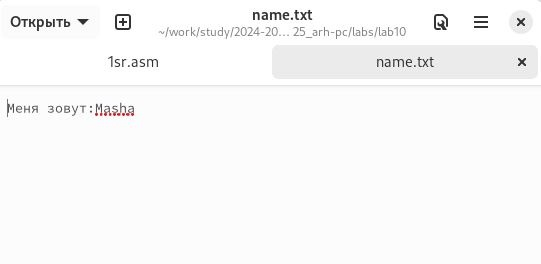 Открыть
name.txt
~/work/study/2024-20… 25_arh-pc/labs/lab10
1sr.asm
name.txt
Меня зовут:Masha